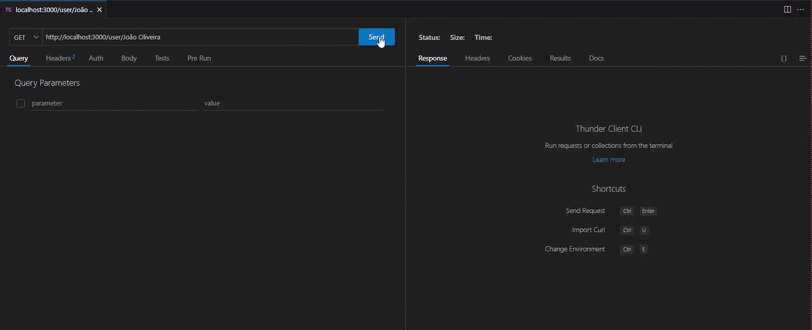 TC localhost:3000/user/João ..
GET http://localhost:3000/user/João Oliveira Send
Query Headers 2 Auth Body Tests Pre Run
Query Parameters
parameter value
Status: Size: Time:
Response Headers Cookies Results Docs { }
Thunder Client CLI
Run requests or collections from the terminal
Learn more
Shortcuts
Send Request Ctrl Enter
Import Curl Ctrl U
Change Environment Ctrl E